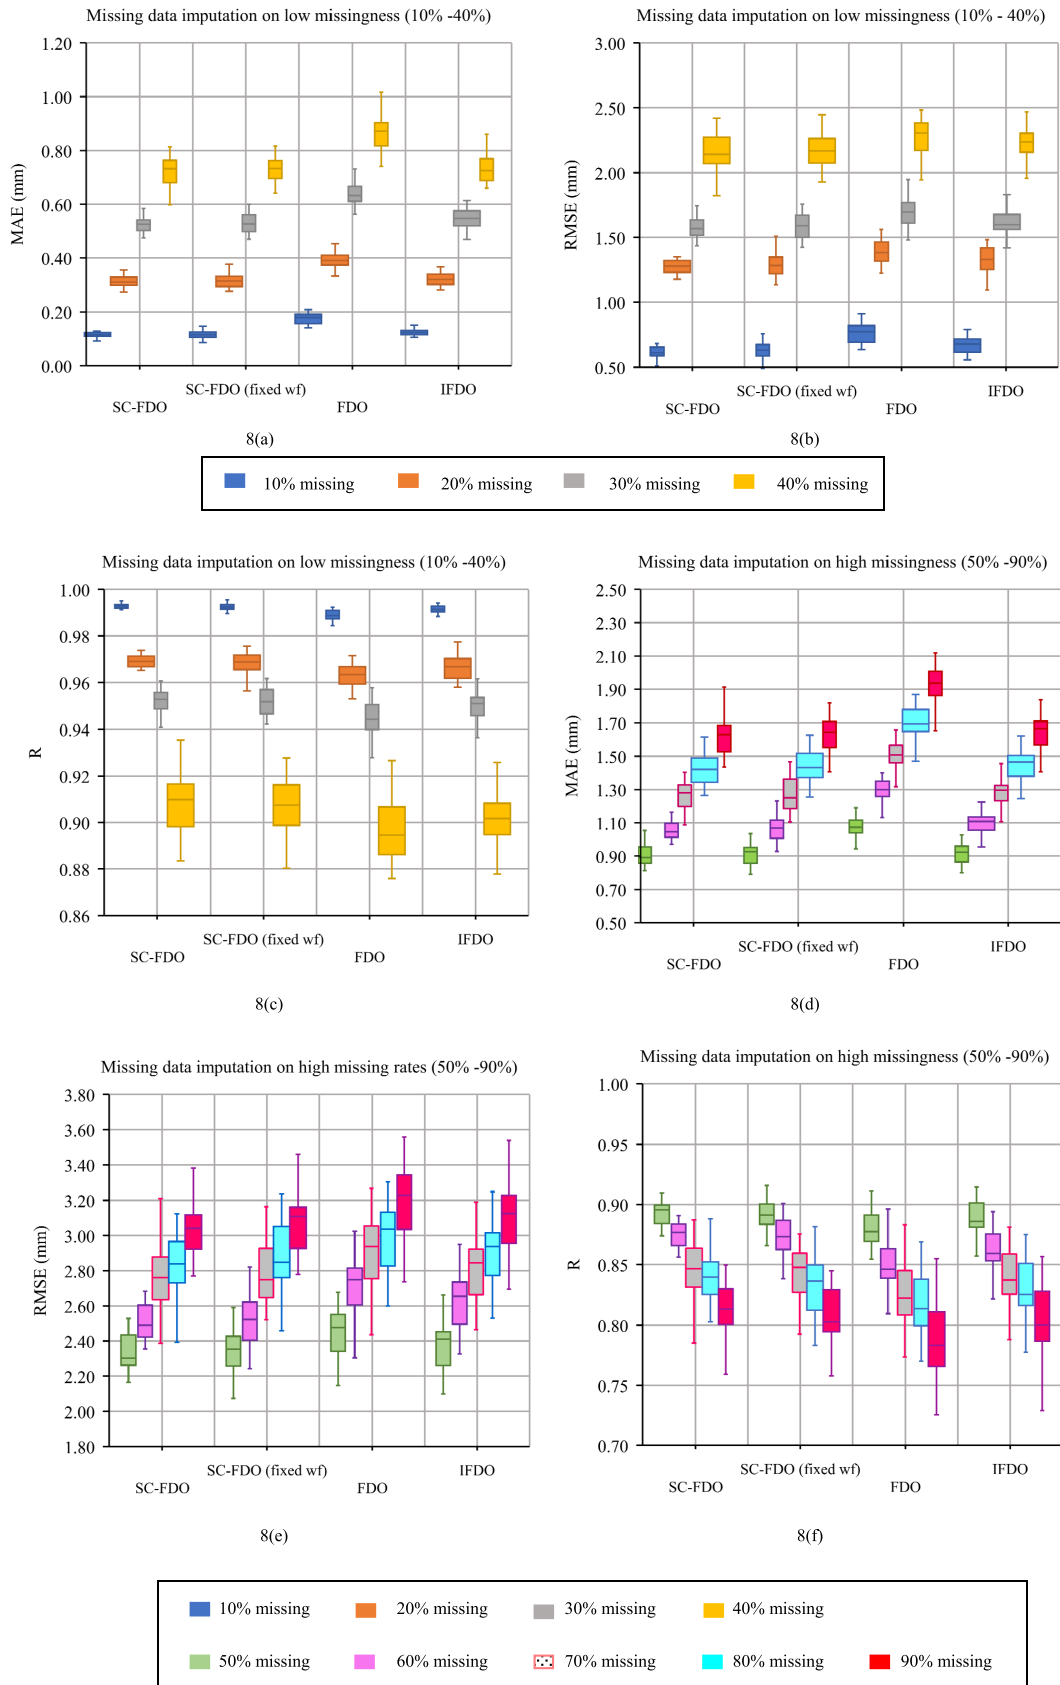 Missing data imputation on low missingness (10% -40%)
1.20
1.00
0.80
0.60
0.40
0.20
0.00
MAE (mm)
SC-FDO
SC-FDO (fixed wf)
FDO
IFDO
8(a)
Missing data imputation on low missingness (10% - 40%)
3.00
2.50
2.00
1.50
1.00
0.50
RMSE (mm)
SC-FDO
SC-FDO (fixed wf)
FDO
IFDO
8(b)
10% missing
20% missing
30% missing
40% missing
Missing data imputation on low missingness (10% -40%)
1.00
0.98
0.96
0.94
0.92
0.90
0.88
0.86
R
SC-FDO
SC-FDO (fixed wf)
FDO
IFDO
8(c)
Missing data imputation on high missingness (50% -90%)
2.50
2.30
2.10
1.90
1.70
1.50
1.30
1.10
0.90
0.70
0.50
MAE (mm)
SC-FDO
SC-FDO (fixed wf)
FDO
IFDO
8(d)
Missing data imputation on high missing rates (50% -90%)
3.80
3.60
3.40
3.20
3.00
2.80
2.60
2.40
2.20
2.00
1.80
RMSE (mm)
SC-FDO
SC-FDO (fixed wf)
FDO
IFDO
8(e)
Missing data imputation on high missingness (50% -90%)
1.00
0.95
0.90
0.85
0.80
0.75
0.70
R
SC-FDO
SC-FDO (fixed wf)
FDO
IFDO
8(f)
10% missing
20% missing
30% missing
40% missing
50% missing
60% missing
70% missing
80% missing
90% missing